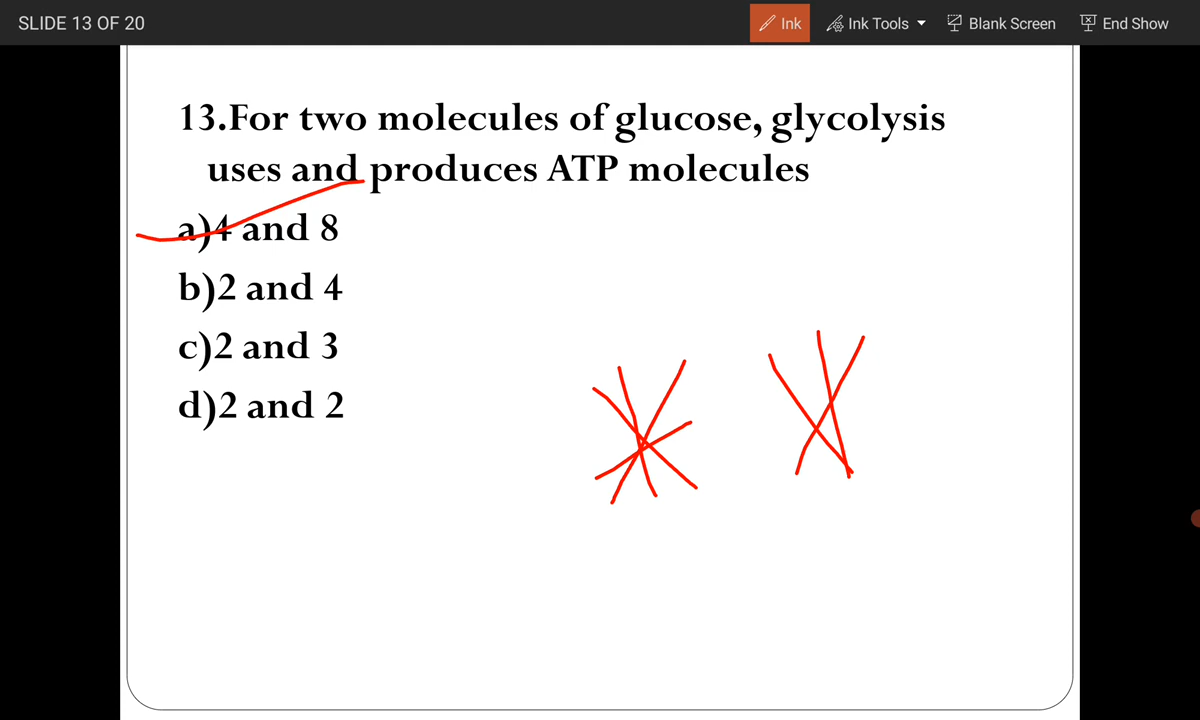 SLIDE 13 OF 20
Ink
Ink Tools
Blank Screen
End Show
13.For two molecules of glucose, glycolysis
uses and produces ATP molecules
a)4 and 8
b)2 and 4
c)2 and 3
d)2 and 2